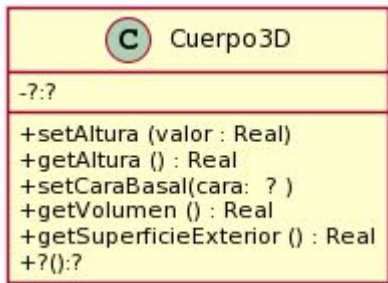 C Cuerpo3D
-?:?
+setAltura (valor : Real)
+getAltura () : Real
+setCaraBasal(cara: ? )
+getVolumen () : Real
+getSuperficieExterior () : Real
+?():?